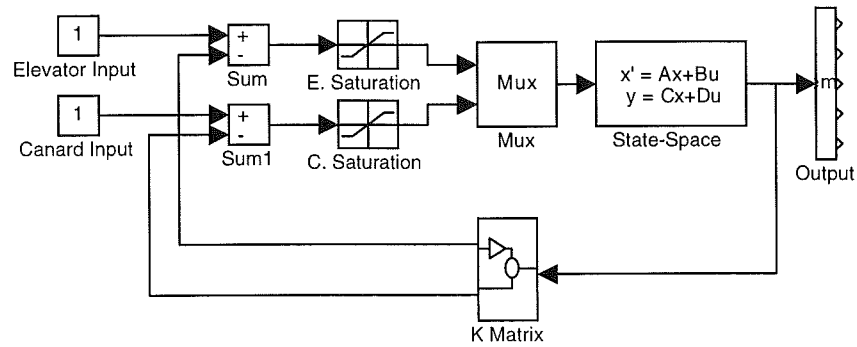 1
Elevator Input
+
-
Sum
E. Saturation
1
Canard Input
+
-
Sum1
C. Saturation
Mux
Mux
x' = Ax+Bu
y = Cx+Du
State-Space
m
Output
K Matrix